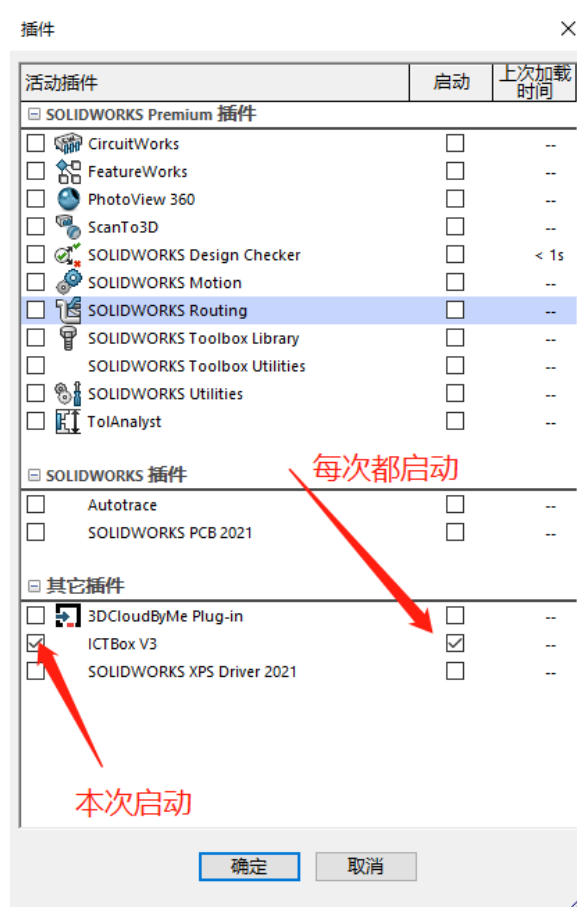 插件
活动插件 启动 上次加载
时间
SOLIDWORKS Premium 插件
CircuitWorks --
FeatureWorks --
PhotoView 360 --
ScanTo3D --
SOLIDWORKS Design Checker < 1s
SOLIDWORKS Motion --
SOLIDWORKS Routing --
SOLIDWORKS Toolbox Library --
SOLIDWORKS Toolbox Utilities --
SOLIDWORKS Utilities --
TolAnalyst --
每次都启动
SOLIDWORKS 插件
Autotrace --
SOLIDWORKS PCB 2021 --
其它插件
3DCloudByMe Plug-in --
ICTBox V3 --
SOLIDWORKS XPS Driver 2021 --
本次启动
确定 取消